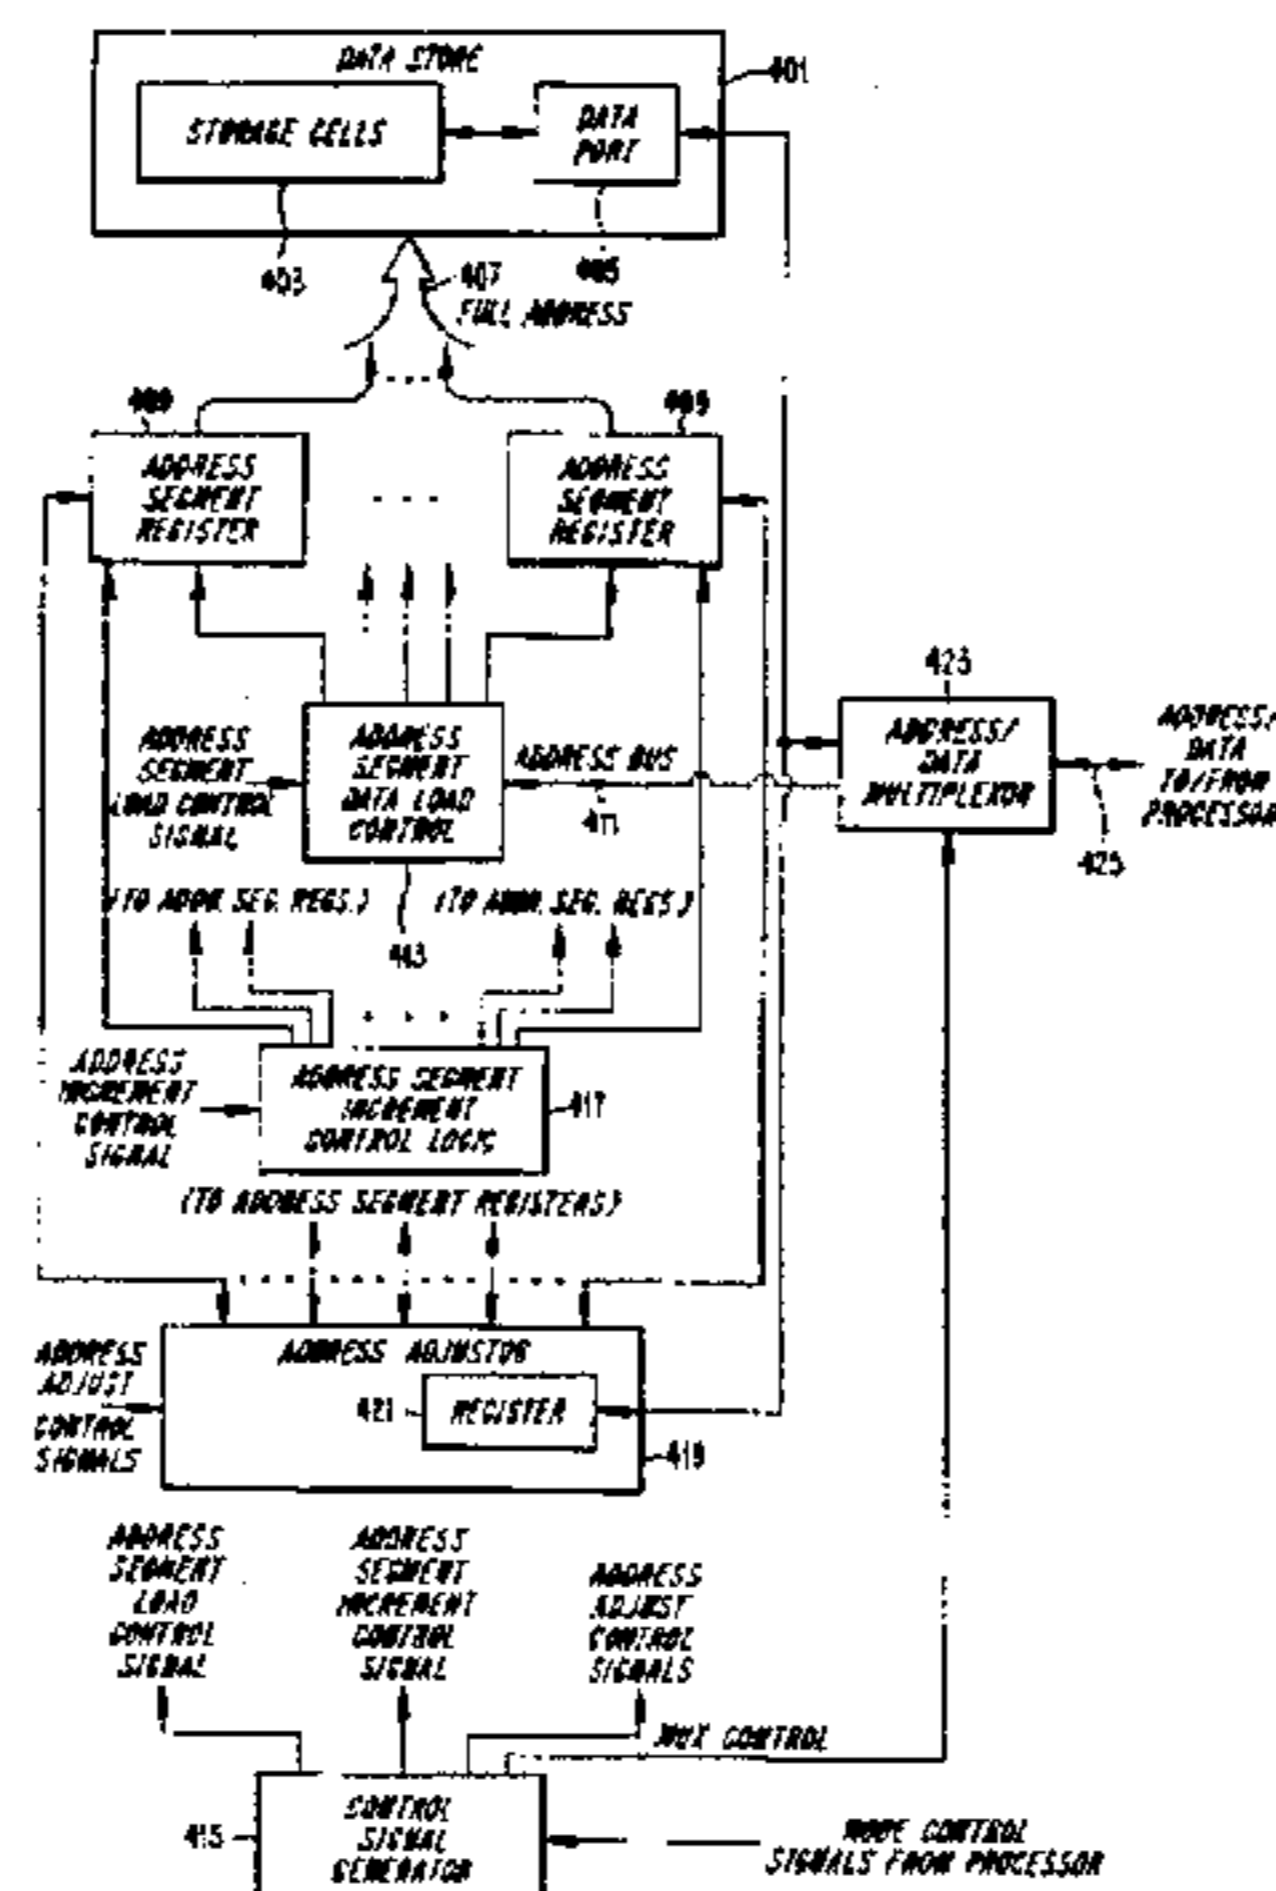 DATA STORE
401
STORAGE CELLS
DATA
PORT
403
405
407
FULL ADDRESS
409
409
ADDRESS
SEGMENT
REGISTER
ADDRESS
SEGMENT
REGISTER
423
ADDRESS
SEGMENT
LOAD CONTROL
SIGNAL
ADDRESS
SEGMENT
DATA LOAD
CONTROL
ADDRESS BUS
411
ADDRESS/
DATA
MULTIPLEXOR
ADDRESS/
DATA
TO/FROM
PROCESSOR
425
(TO ADDR. SEG. REGS.)
(TO ADDR. SEG. REGS.)
413
ADDRESS
INCREMENT
CONTROL
SIGNAL
ADDRESS SEGMENT
INCREMENT
CONTROL LOGIC
417
(TO ADDRESS SEGMENT REGISTERS)
ADDRESS
ADJUST
CONTROL
SIGNALS
ADDRESS ADJUSTOR
421
REGISTER
419
ADDRESS
SEGMENT
LOAD
CONTROL
SIGNAL
ADDRESS
SEGMENT
INCREMENT
CONTROL
SIGNAL
ADDRESS
ADJUST
CONTROL
SIGNALS
MUX CONTROL
415
CONTROL
SIGNAL
GENERATOR
MODE CONTROL
SIGNALS FROM PROCESSOR